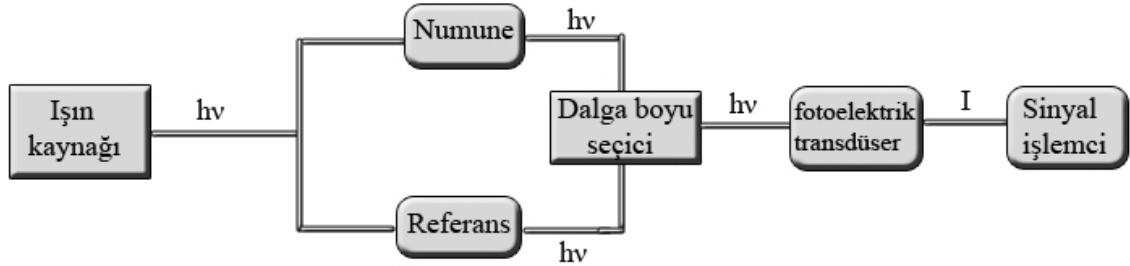 Işın
kaynağı
hν
Numune
hν
Referans
hν
Dalga boyu
seçici
hν
fotoelektrik
transdüser
I
Sinyal
işlemci